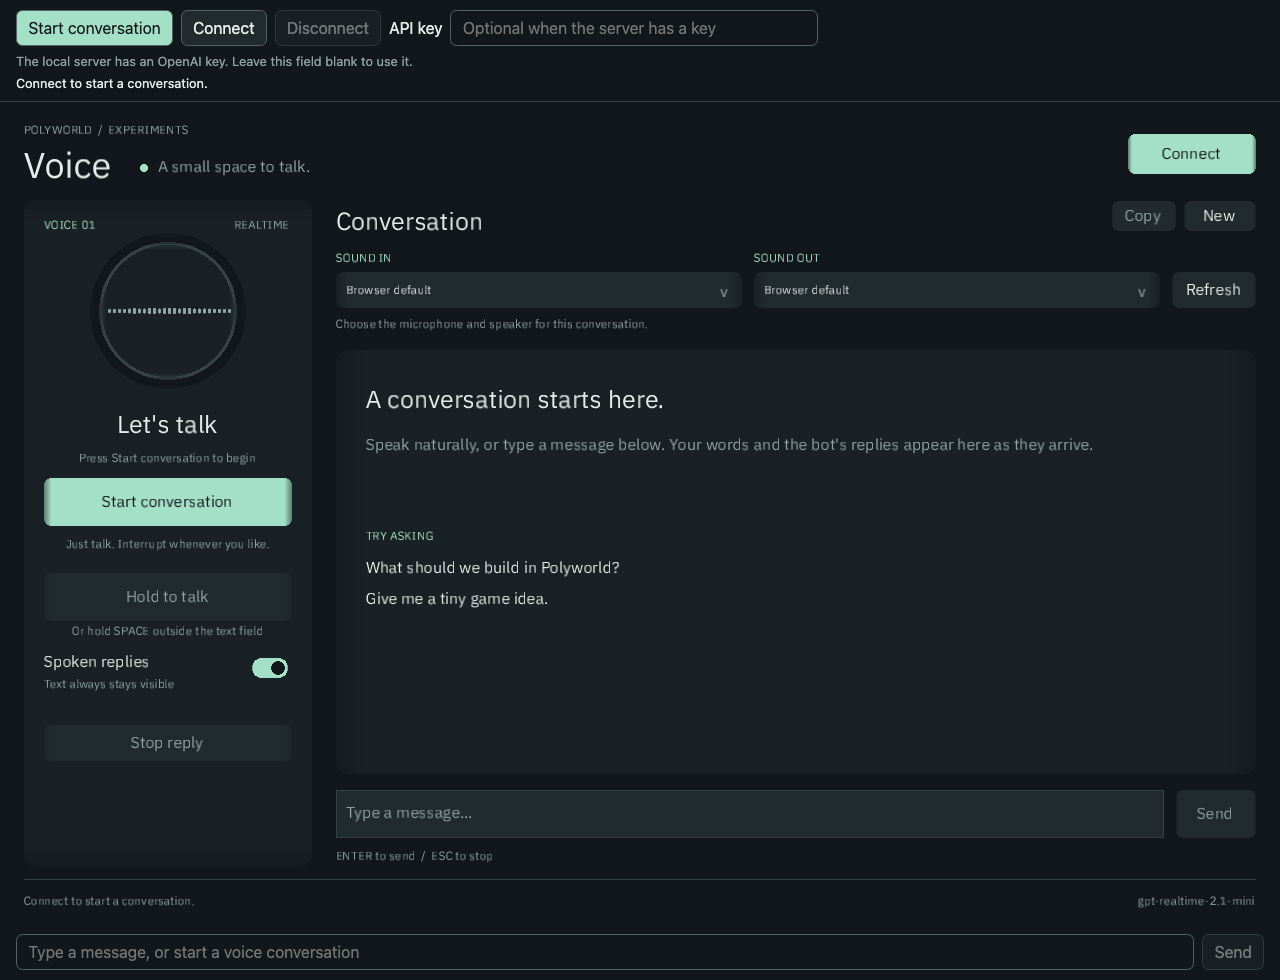 Start conversation Connect Disconnect API key Optional when the server has a key
The local server has an OpenAI key. Leave this field blank to use it.
Connect to start a conversation.
POLYWORLD / EXPERIMENTS
Voice A small space to talk. Connect
VOICE 01 REALTIME
Let's talk
Press Start conversation to begin
Start conversation
Just talk. Interrupt whenever you like.
Hold to talk
Or hold SPACE outside the text field
Spoken replies
Text always stays visible
Stop reply
Conversation Copy New
SOUND IN SOUND OUT
Browser default v Browser default v Refresh
Choose the microphone and speaker for this conversation.
A conversation starts here.
Speak naturally, or type a message below. Your words and the bot's replies appear here as they arrive.
TRY ASKING
What should we build in Polyworld?
Give me a tiny game idea.
Type a message... Send
ENTER to send / ESC to stop
Connect to start a conversation. gpt-realtime-2.1-mini
Type a message, or start a voice conversation Send